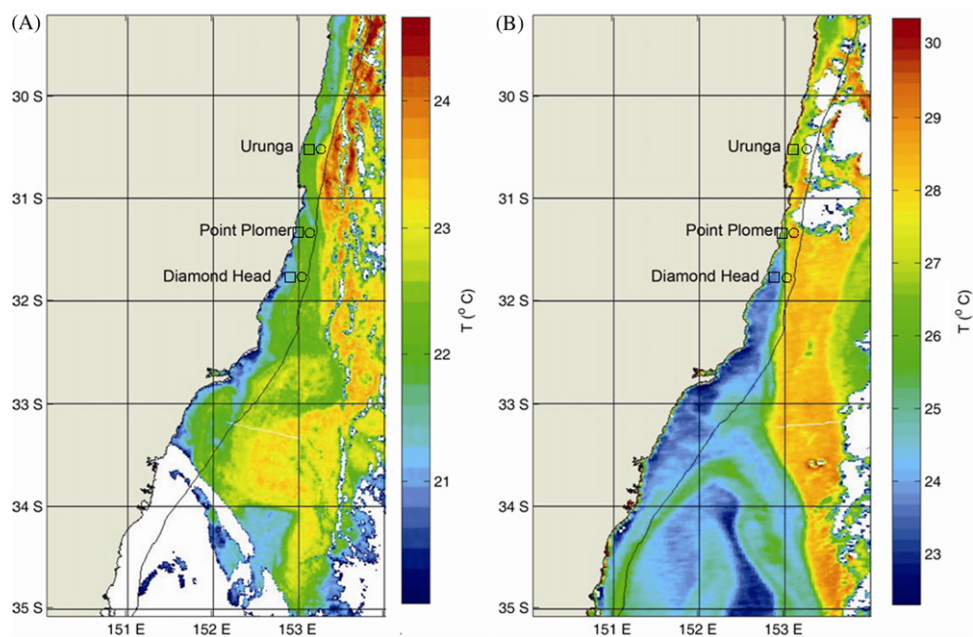 (A)
30 S
31 S
32 S
33 S
34 S
35 S
Urunga
Point Plomer
Diamond Head
151 E
152 E
153 E
24
23
22
21
T (°C)
(B)
30 S
31 S
32 S
33 S
34 S
35 S
Urunga
Point Plomer
Diamond Head
151 E
152 E
153 E
30
29
28
27
26
25
24
23
T (°C)